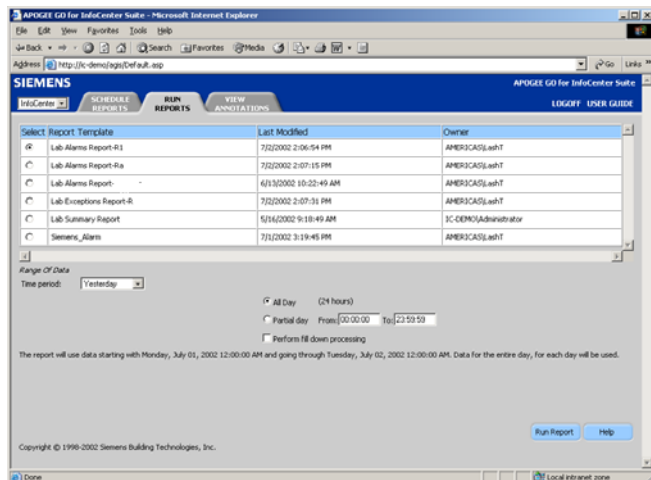 APOGEE GO for InfoCenter Suite - Microsoft Internet Explorer
File Edit View Favorites Tools Help
Back Search Favorites Media
Address http://ic-demo/agis/Default.asp Go Links »
SIEMENS APOGEE GO for InfoCenter Suite
InfoCenter SCHEDULE REPORTS RUN REPORTS VIEW ANNOTATIONS LOGOFF USER GUIDE
Select Report Template Last Modified Owner
Lab Alarms Report-R1 7/2/2002 2:06:54 PM AMERICAS\LashT
Lab Alarms Report-Ra 7/2/2002 2:07:15 PM AMERICAS\LashT
Lab Alarms Report- 6/13/2002 10:22:49 AM AMERICAS\LashT
Lab Exceptions Report-R 7/2/2002 2:07:31 PM AMERICAS\LashT
Lab Summary Report 5/16/2002 9:18:49 AM IC-DEMO\Administrator
Siemens_Alarm 7/1/2002 3:19:45 PM AMERICAS\LashT
Range Of Data
Time period: Yesterday
All Day (24 hours)
Partial day From: 00:00:00 To: 23:59:59
Perform fill down processing
The report will use data starting with Monday, July 01, 2002 12:00:00 AM and going through Tuesday, July 02, 2002 12:00:00 AM. Data for the entire day, for each day will be used.
Run Report Help
Copyright © 1998-2002 Siemens Building Technologies, Inc.
Done Local intranet zone